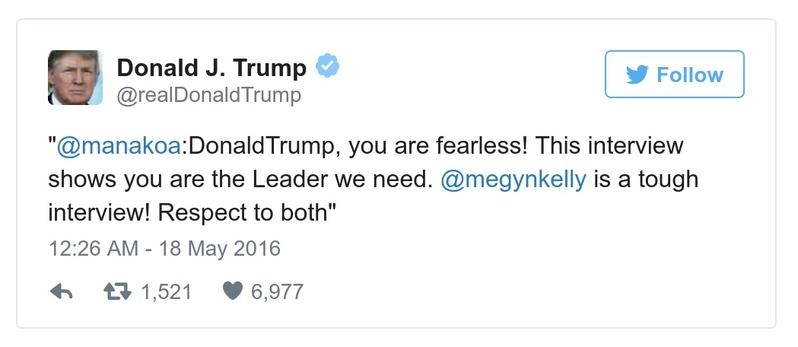 Donald J. Trump
@realDonaldTrump
Follow
"@manakoa:DonaldTrump, you are fearless! This interview
shows you are the Leader we need. @megynkelly is a tough
interview! Respect to both"
12:26 AM - 18 May 2016
1,521 6,977